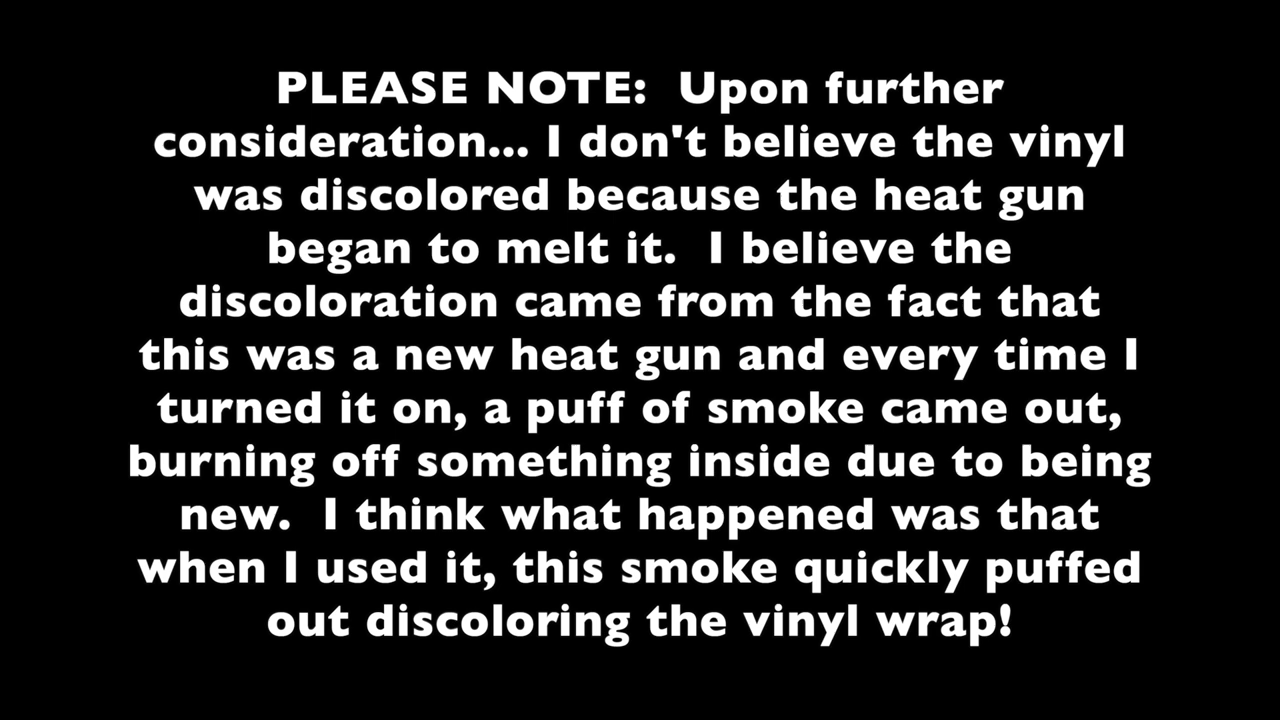 PLEASE NOTE:  Upon further
consideration... I don't believe the vinyl
was discolored because the heat gun
began to melt it.  I believe the
discoloration came from the fact that
this was a new heat gun and every time I
turned it on, a puff of smoke came out,
burning off something inside due to being
new.  I think what happened was that
when I used it, this smoke quickly puffed
out discoloring the vinyl wrap!